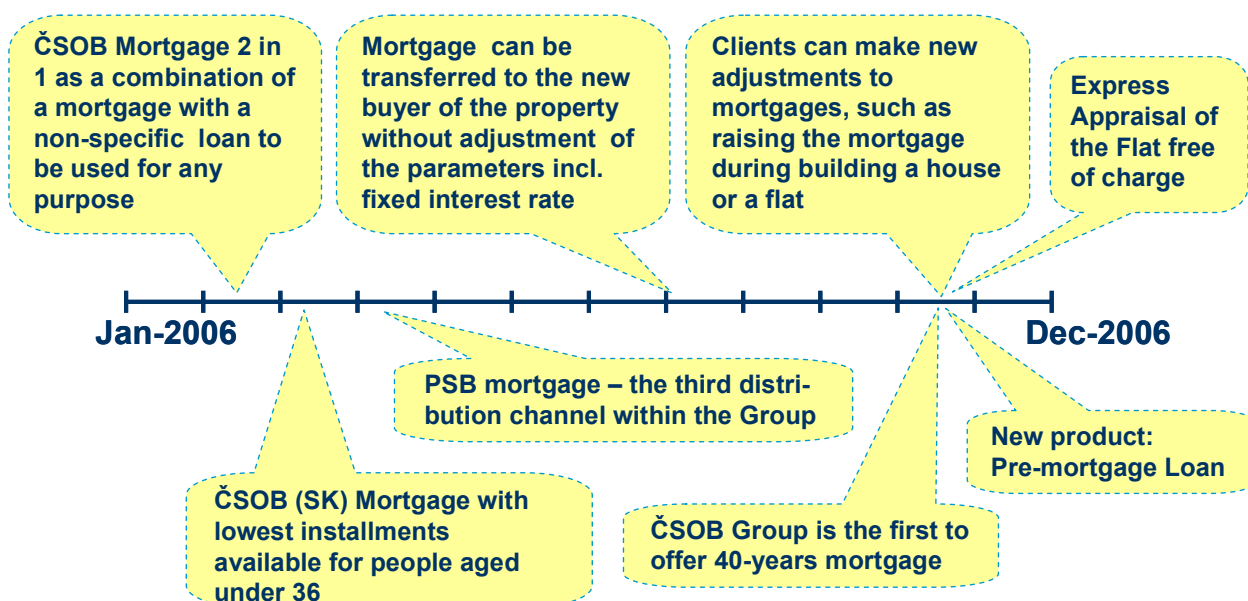 ČSOB Mortgage 2 in
1 as a combination of
a mortgage with a
non-specific loan to
be used for any
purpose
Mortgage can be
transferred to the new
buyer of the property
without adjustment of
the parameters incl.
fixed interest rate
Clients can make new
adjustments to
mortgages, such as
raising the mortgage
during building a house
or a flat
Express
Appraisal of
the Flat free
of charge
Jan-2006
Dec-2006
PSB mortgage – the third distri-
bution channel within the Group
New product:
Pre-mortgage Loan
ČSOB (SK) Mortgage with
lowest installments
available for people aged
under 36
ČSOB Group is the first to
offer 40-years mortgage